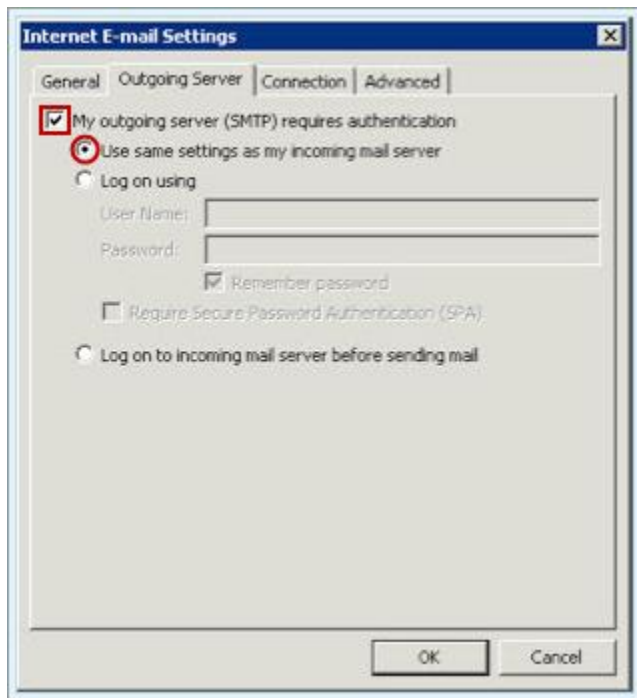 Internet E-mail Settings
General Outgoing Server Connection Advanced
My outgoing server (SMTP) requires authentication
Use same settings as my incoming mail server
Log on using
User Name:
Password:
Remember password
Require Secure Password Authentication (SPA)
Log on to incoming mail server before sending mail
OK Cancel